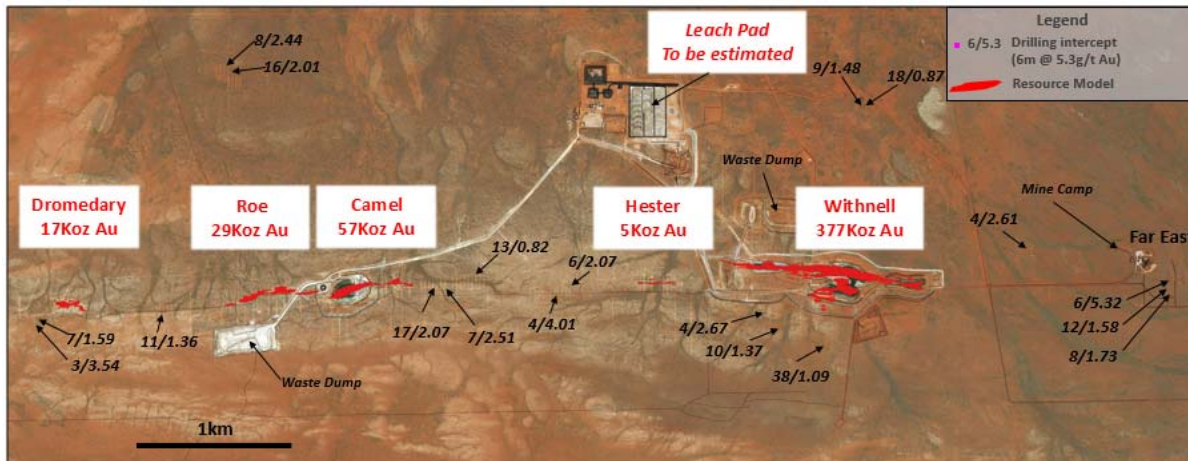 8/2.44
16/2.01
Leach Pad
To be estimated
9/1.48
18/0.87
Legend
6/5.3 Drilling intercept
(6m @ 5.3g/t Au)
Resource Model
Waste Dump
Mine Camp
Dromedary
17Koz Au
Roe
29Koz Au
Camel
57Koz Au
Hester
5Koz Au
Withnell
377Koz Au
4/2.61
Far East
13/0.82
6/2.07
7/1.59
3/3.54
11/1.36
17/2.07
7/2.51
4/4.01
4/2.67
10/1.37
38/1.09
6/5.32
12/1.58
8/1.73
Waste Dump
1km